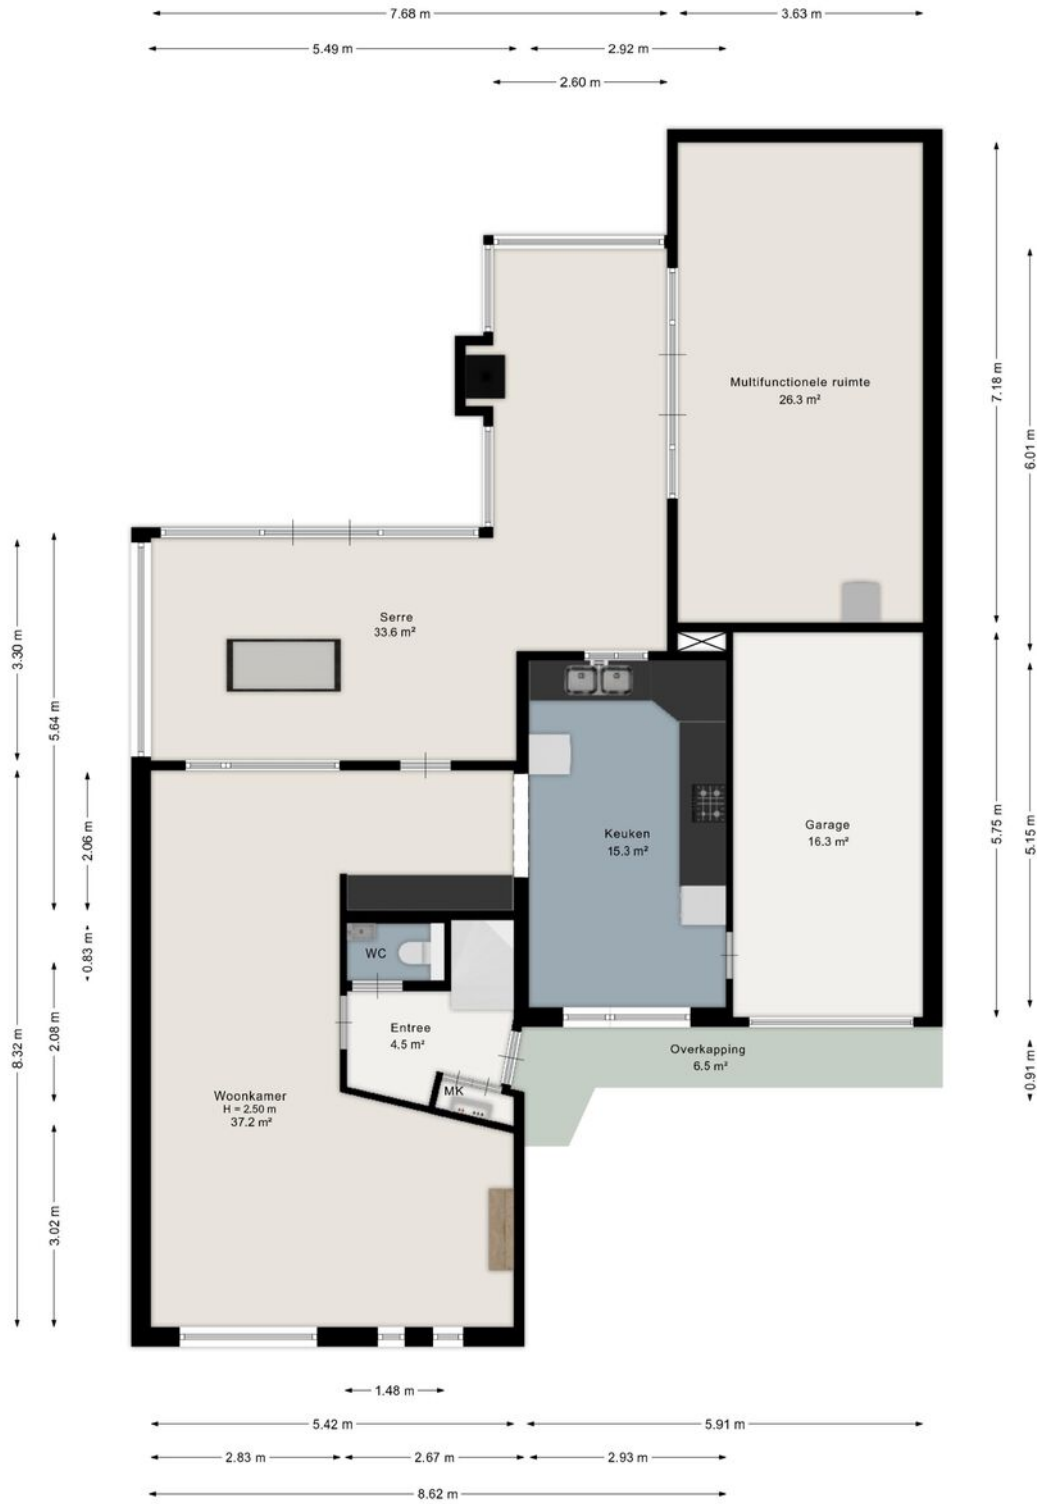 7.68 m
3.63 m
5.49 m
2.92 m
2.60 m
Multifunctionele ruimte
26.3 m²
7.18 m
6.01 m
Serre
33.6 m²
3.30 m
5.64 m
2.06 m
Keuken
15.3 m²
Garage
16.3 m²
5.75 m
5.15 m
0.83 m
WC
8.32 m
2.08 m
Entree
4.5 m²
MK
Overkapping
6.5 m²
0.91 m
Woonkamer
H = 2.50 m
37.2 m²
3.02 m
1.48 m
5.42 m
5.91 m
2.83 m
2.67 m
2.93 m
8.62 m